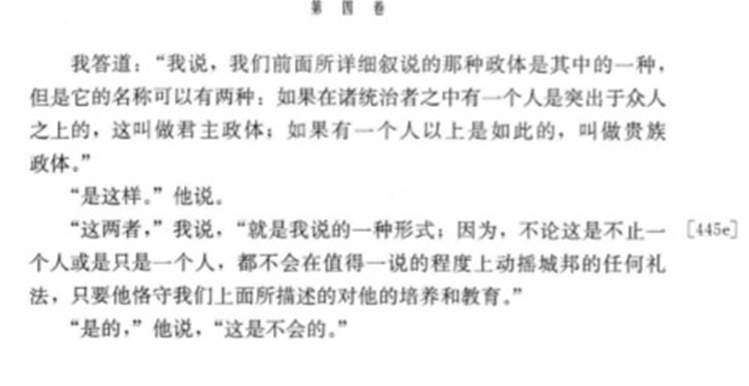 第四卷
我答道：“我说，我们前面所详细叙说的那种政体是其中的一种，
但是它的名称可以有两种：如果在诸统治者之中有一个人是突出于众人
之上的，这叫做君主政体；如果有一个人以上是如此的，叫做贵族
政体。”
“是这样。”他说。
“这两者，”我说，“就是我说的一种形式；因为，不论这是不止一 [445e]
个人或是只是一个人，都不会在值得一说的程度上动摇城邦的任何礼
法，只要他恪守我们上面所描述的对他的培养和教育。”
“是的，”他说，“这是不会的。”